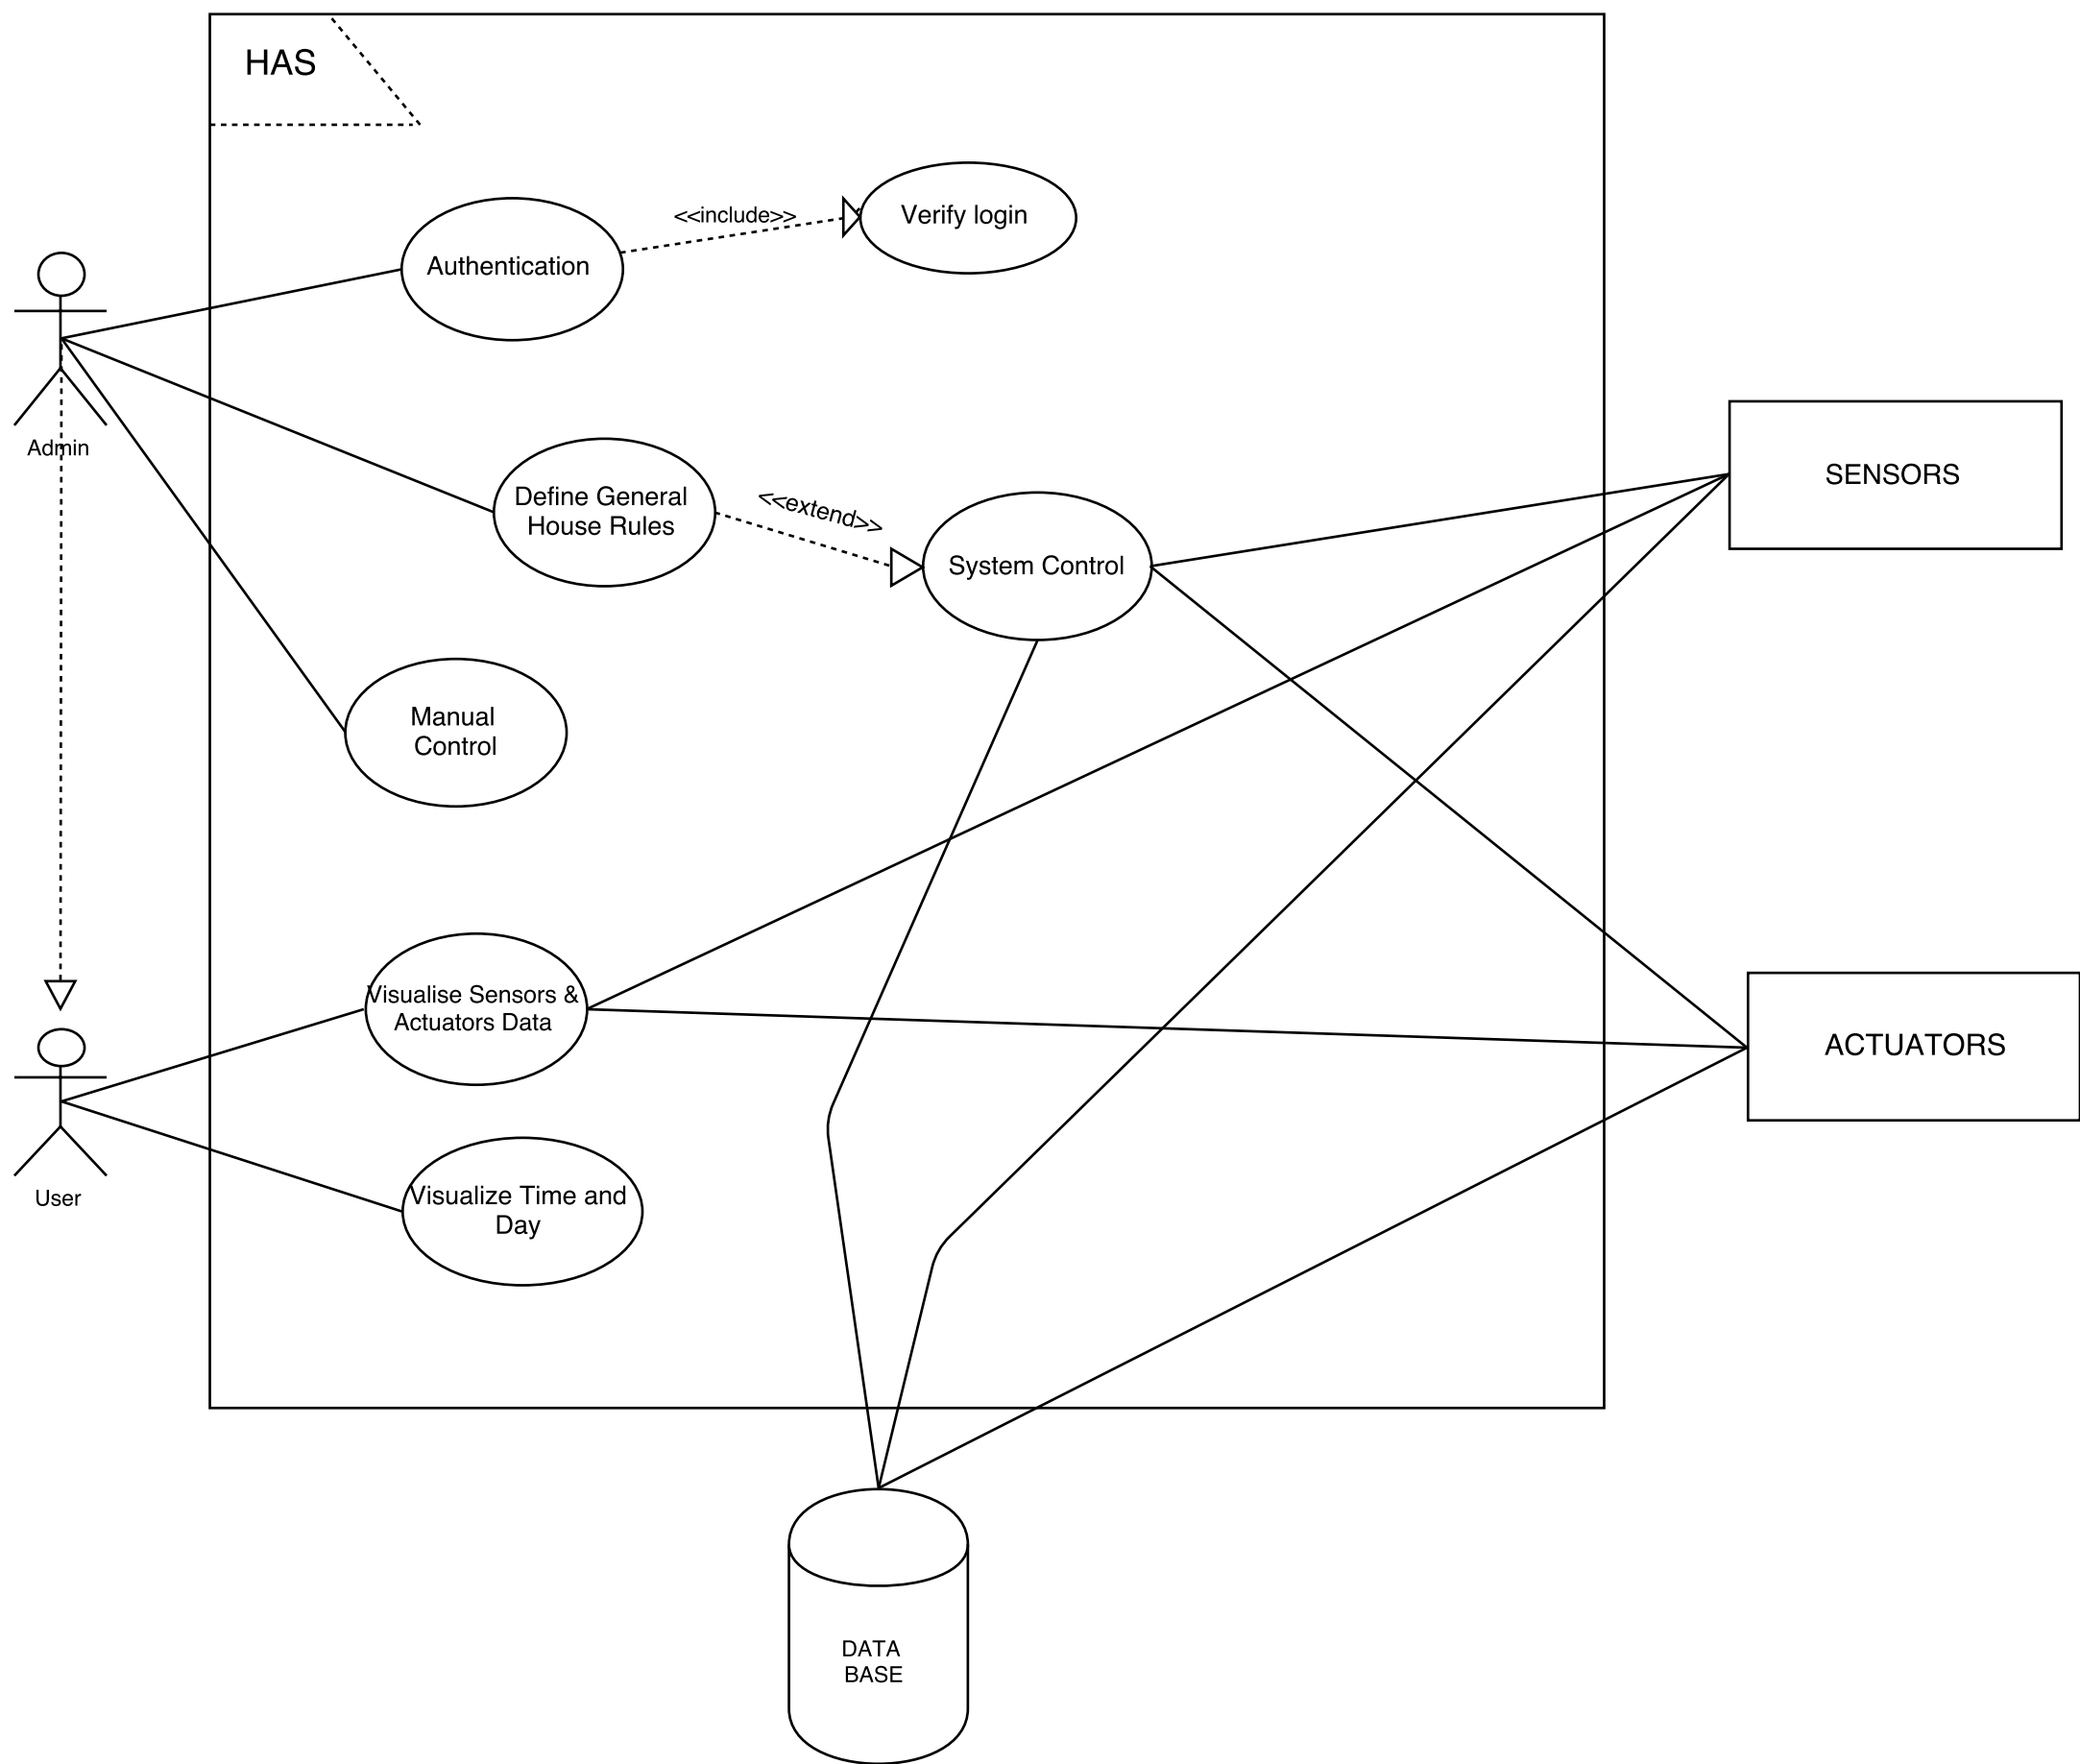 HAS
<<include>>
Verify login
Authentication
Admin
SENSORS
Define General
House Rules
<<extend>>
System Control
Manual
Control
Visualise Sensors &
Actuators Data
ACTUATORS
User
Visualize Time and
Day
DATA
BASE